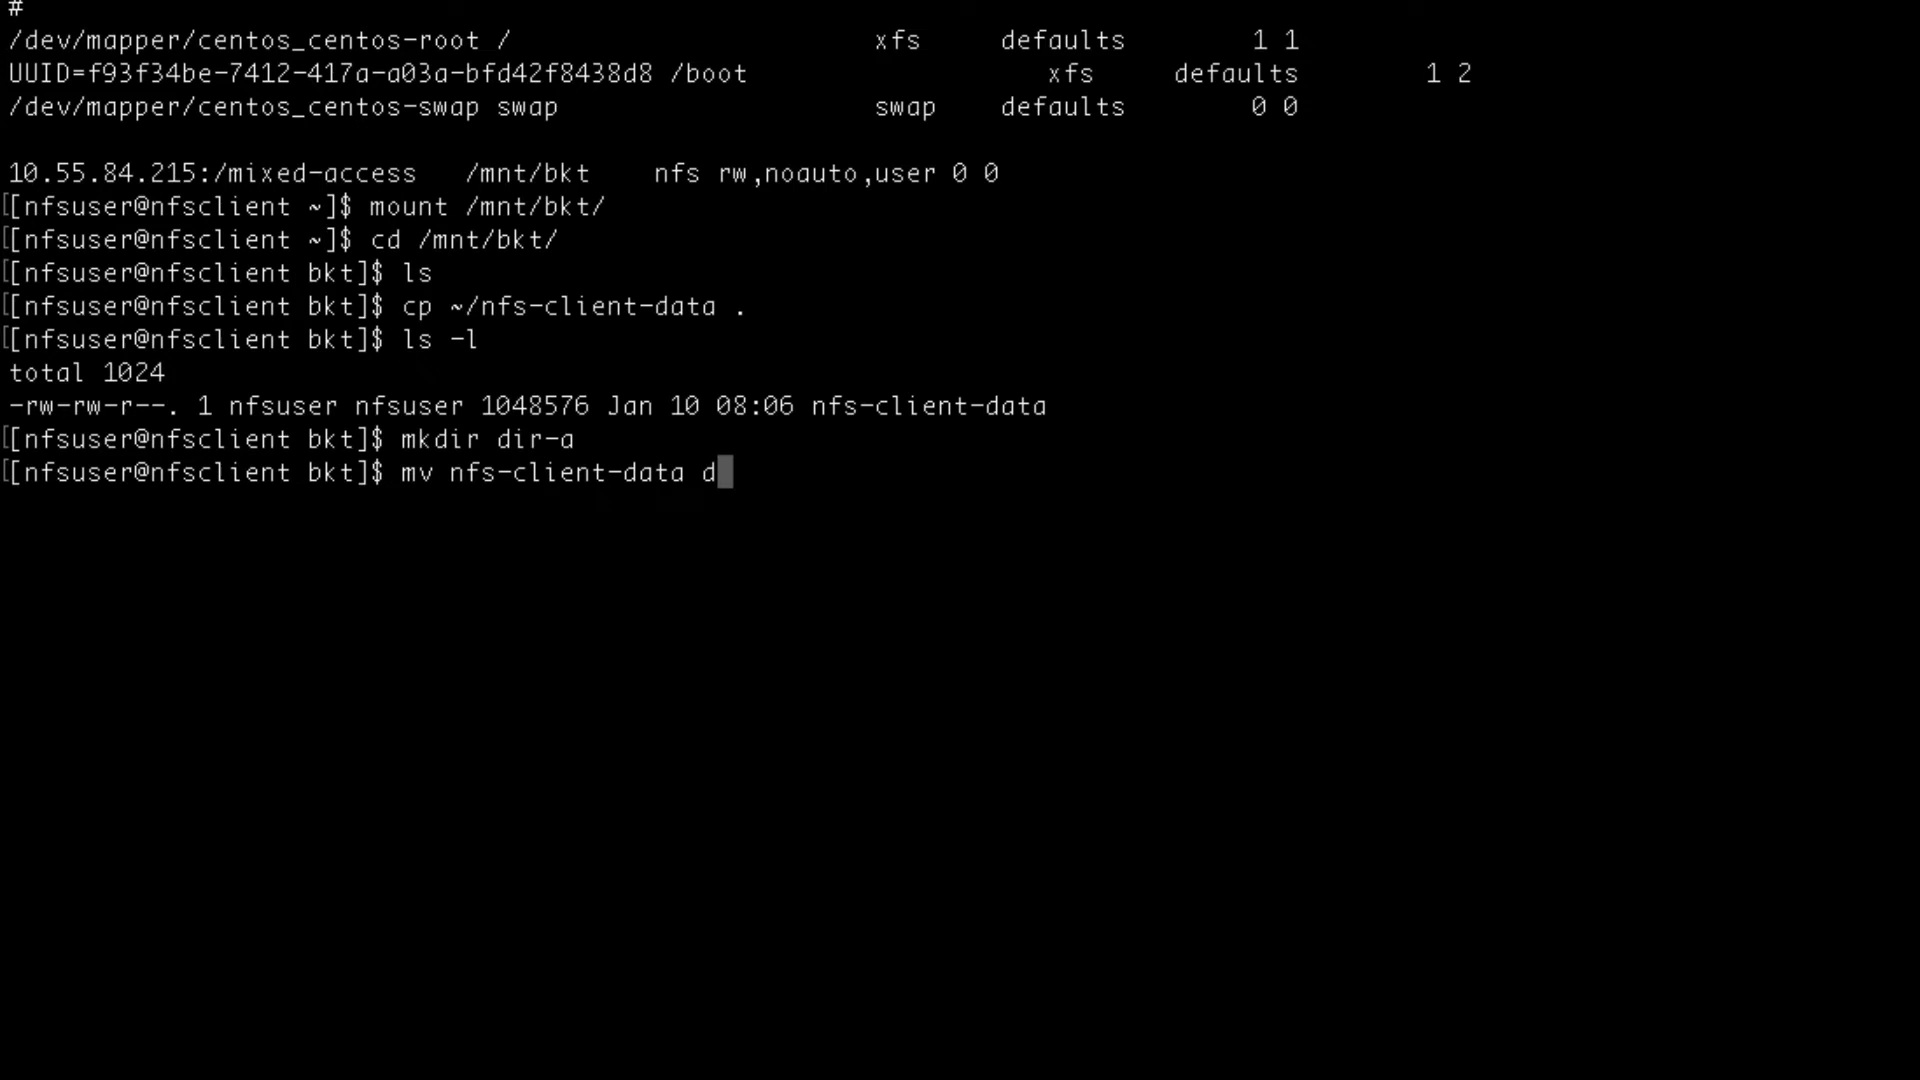 #
/dev/mapper/centos_centos-root / xfs defaults 1 1
UUID=f93f34be-7412-417a-a03a-bfd42f8438d8 /boot xfs defaults 1 2
/dev/mapper/centos_centos-swap swap swap defaults 0 0
10.55.84.215:/mixed-access /mnt/bkt nfs rw,noauto,user 0 0
[[nfsuser@nfsclient ~]$ mount /mnt/bkt/
[[nfsuser@nfsclient ~]$ cd /mnt/bkt/
[[nfsuser@nfsclient bkt]$ ls
[[nfsuser@nfsclient bkt]$ cp ~/nfs-client-data .
[[nfsuser@nfsclient bkt]$ ls -l
total 1024
-rw-rw-r--. 1 nfsuser nfsuser 1048576 Jan 10 08:06 nfs-client-data
[[nfsuser@nfsclient bkt]$ mkdir dir-a
[[nfsuser@nfsclient bkt]$ mv nfs-client-data d